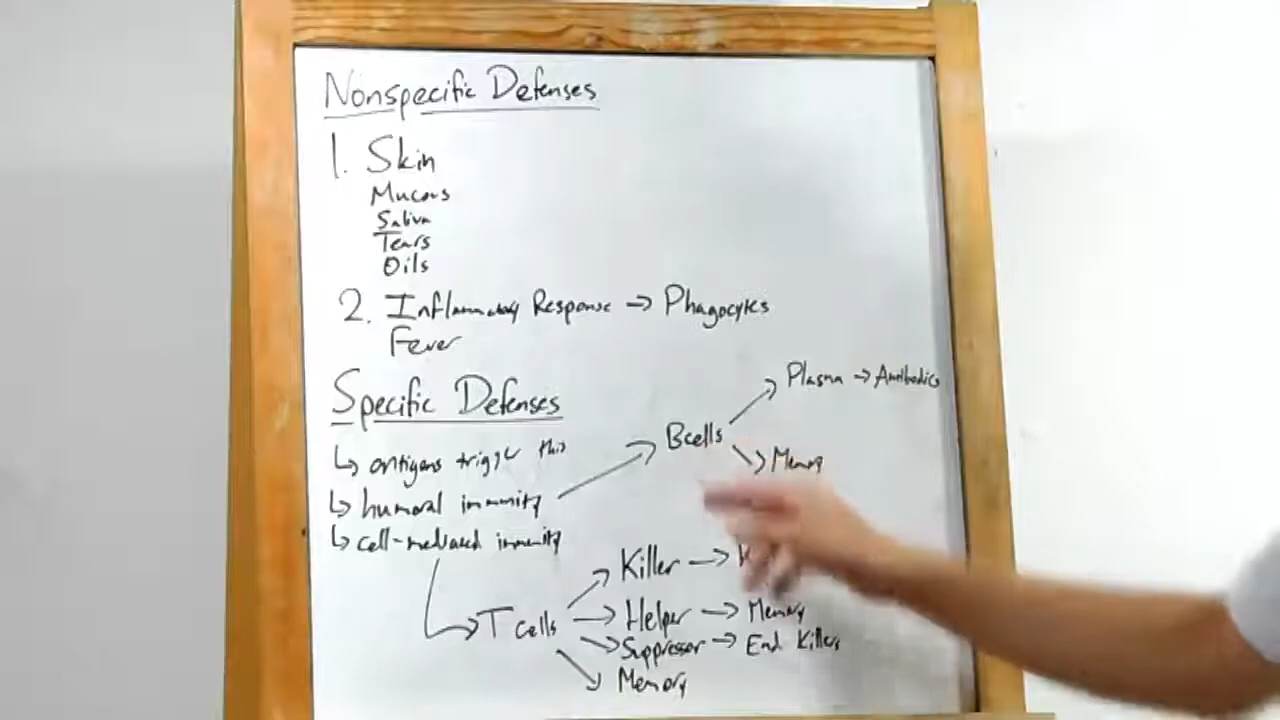 Nonspecific Defenses
1. Skin
Mucous
Saliva
Tears
Oils
2. Inflammatory Response → Phagocytes
Fever
Specific Defenses
↳ antigens trigger this
↳ humoral immunity → B cells
↗ Plasma → Antibodies
↘ Memory
↳ cell-mediated immunity
→ T cells
↗ Killer →
→ Helper → Memory
↘ Suppressor → End Killers
↘ Memory